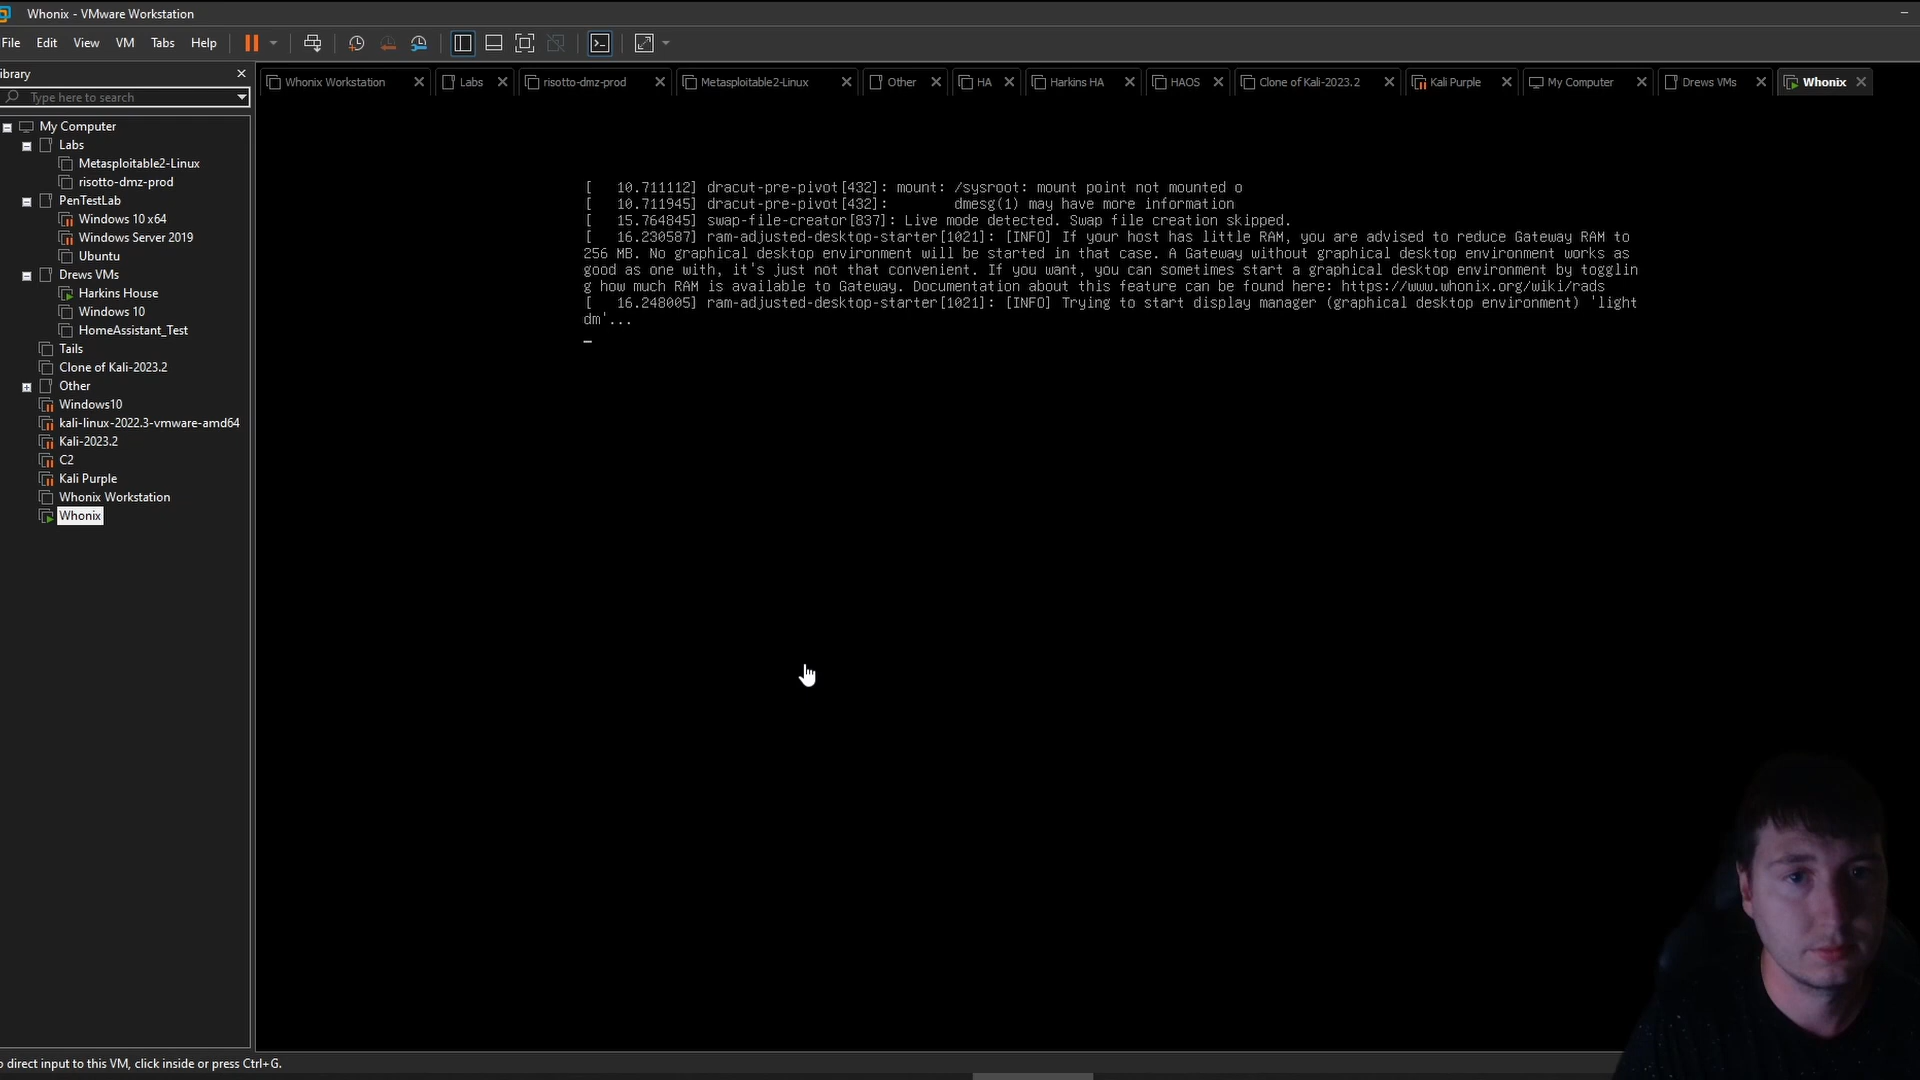 Whonix - VMware Workstation
File Edit View VM Tabs Help
ibrary
Type here to search
Whonix Workstation Labs risotto-dmz-prod Metasploitable2-Linux Other HA Harkins HA HAOS Clone of Kali-2023.2 Kali Purple My Computer Drews VMs Whonix
My Computer
Labs
Metasploitable2-Linux
risotto-dmz-prod
PenTestLab
Windows 10 x64
Windows Server 2019
Ubuntu
Drews VMs
Harkins House
Windows 10
HomeAssistant_Test
Tails
Clone of Kali-2023.2
Other
Windows10
kali-linux-2022.3-vmware-amd64
Kali-2023.2
C2
Kali Purple
Whonix Workstation
Whonix
[   10.711112] dracut-pre-pivot[432]: mount: /sysroot: mount point not mounted o
[   10.711945] dracut-pre-pivot[432]:        dmesg(1) may have more information
[   15.764845] swap-file-creator[837]: Live mode detected. Swap file creation skipped.
[   16.230587] ram-adjusted-desktop-starter[1021]: [INFO] If your host has little RAM, you are advised to reduce Gateway RAM to
256 MB. No graphical desktop environment will be started in that case. A Gateway without graphical desktop environment works as
good as one with, it's just not that convenient. If you want, you can sometimes start a graphical desktop environment by togglin
g how much RAM is available to Gateway. Documentation about this feature can be found here: https://www.whonix.org/wiki/rads
[   16.248005] ram-adjusted-desktop-starter[1021]: [INFO] Trying to start display manager (graphical desktop environment) 'light
dm'...
o direct input to this VM, click inside or press Ctrl+G.